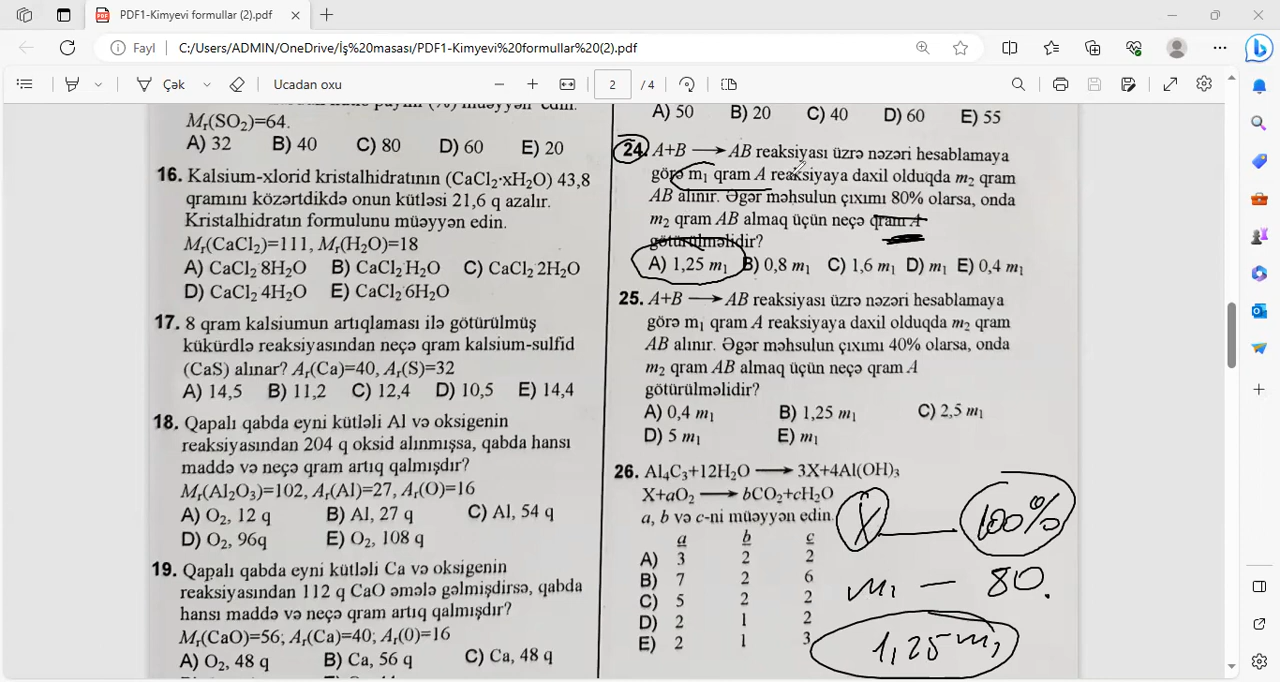 PDF1-Kimyevi formullar (2).pdf
Fayl C:/Users/ADMIN/OneDrive/İş%20masası/PDF1-Kimyevi%20formullar%20(2).pdf
Çək Ucadan oxu 2 / 4
Mr(SO2)=64.
A) 32 B) 40 C) 80 D) 60 E) 20
16. Kalsium-xlorid kristalhidratının (CaCl2·xH2O) 43,8
qramını közərtdikdə onun kütləsi 21,6 q azalır.
Kristalhidratın formulunu müəyyən edin.
Mr(CaCl2)=111, Mr(H2O)=18
A) CaCl2·8H2O B) CaCl2·H2O C) CaCl2·2H2O
D) CaCl2·4H2O E) CaCl2·6H2O
17. 8 qram kalsiumun artıqlaması ilə götürülmüş
kükürdlə reaksiyasından neçə qram kalsium-sulfid
(CaS) alınar? Ar(Ca)=40, Ar(S)=32
A) 14,5 B) 11,2 C) 12,4 D) 10,5 E) 14,4
18. Qapalı qabda eyni kütləli Al və oksigenin
reaksiyasından 204 q oksid alınmışsa, qabda hansı
maddə və neçə qram artıq qalmışdır?
Mr(Al2O3)=102, Ar(Al)=27, Ar(O)=16
A) O2, 12 q B) Al, 27 q C) Al, 54 q
D) O2, 96q E) O2, 108 q
19. Qapalı qabda eyni kütləli Ca və oksigenin
reaksiyasından 112 q CaO əmələ gəlmişdirsə, qabda
hansı maddə və neçə qram artıq qalmışdır?
Mr(CaO)=56; Ar(Ca)=40; Ar(0)=16
A) O2, 48 q B) Ca, 56 q C) Ca, 48 q
A) 50 B) 20 C) 40 D) 60 E) 55
24. A+B ⟶ AB reaksiyası üzrə nəzəri hesablamaya
görə m1 qram A reaksiyaya daxil olduqda m2 qram
AB alınır. Əgər məhsulun çıxımı 80% olarsa, onda
m2 qram AB almaq üçün neçə qram A
götürülməlidir?
A) 1,25 m1 B) 0,8 m1 C) 1,6 m1 D) m1 E) 0,4 m1
25. A+B ⟶ AB reaksiyası üzrə nəzəri hesablamaya
görə m1 qram A reaksiyaya daxil olduqda m2 qram
AB alınır. Əgər məhsulun çıxımı 40% olarsa, onda
m2 qram AB almaq üçün neçə qram A
götürülməlidir?
A) 0,4 m1 B) 1,25 m1 C) 2,5 m1
D) 5 m1 E) m1
26. Al4C3+12H2O ⟶ 3X+4Al(OH)3
X+aO2 ⟶ bCO2+cH2O
a, b və c-ni müəyyən edin
a b c
A) 3 2 2
B) 7 2 6
C) 5 2 2
D) 2 1 2
E) 2 1 3
X — 100%
m1 — 80.
1,25 m1